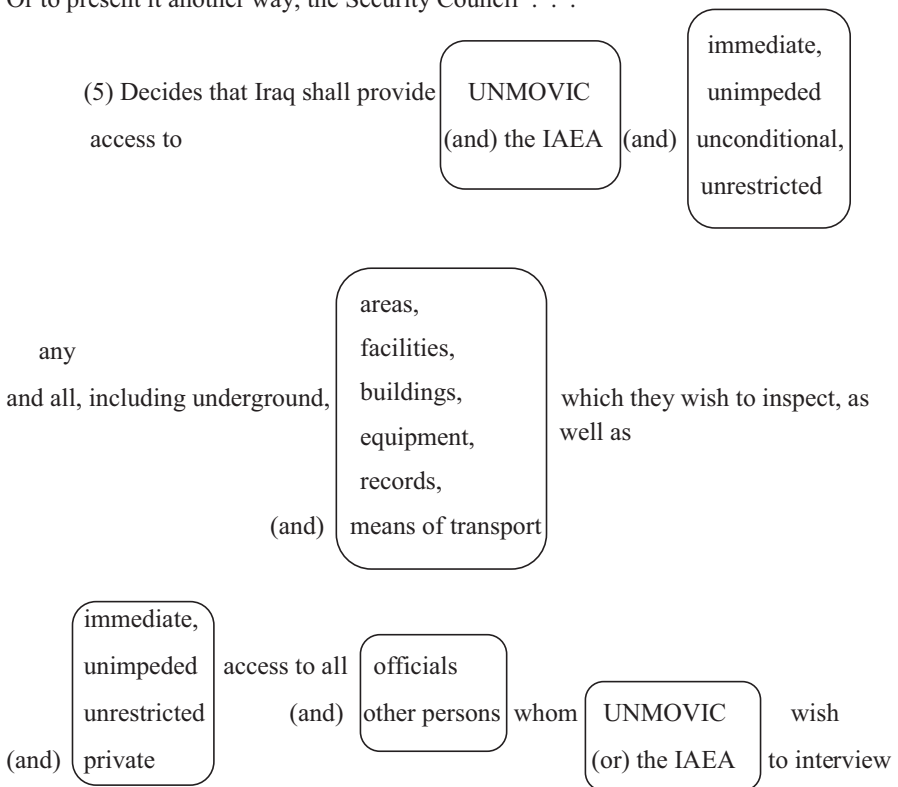 Or to present it another way, the Security Council . . .
immediate,
(5) Decides that Iraq shall provide UNMOVIC unimpeded
access to (and) the IAEA (and) unconditional,
unrestricted
areas,
any facilities,
and all, including underground, buildings, which they wish to inspect, as
equipment, well as
records,
(and) means of transport
immediate,
unimpeded access to all officials
unrestricted (and) other persons whom UNMOVIC wish
(and) private (or) the IAEA to interview